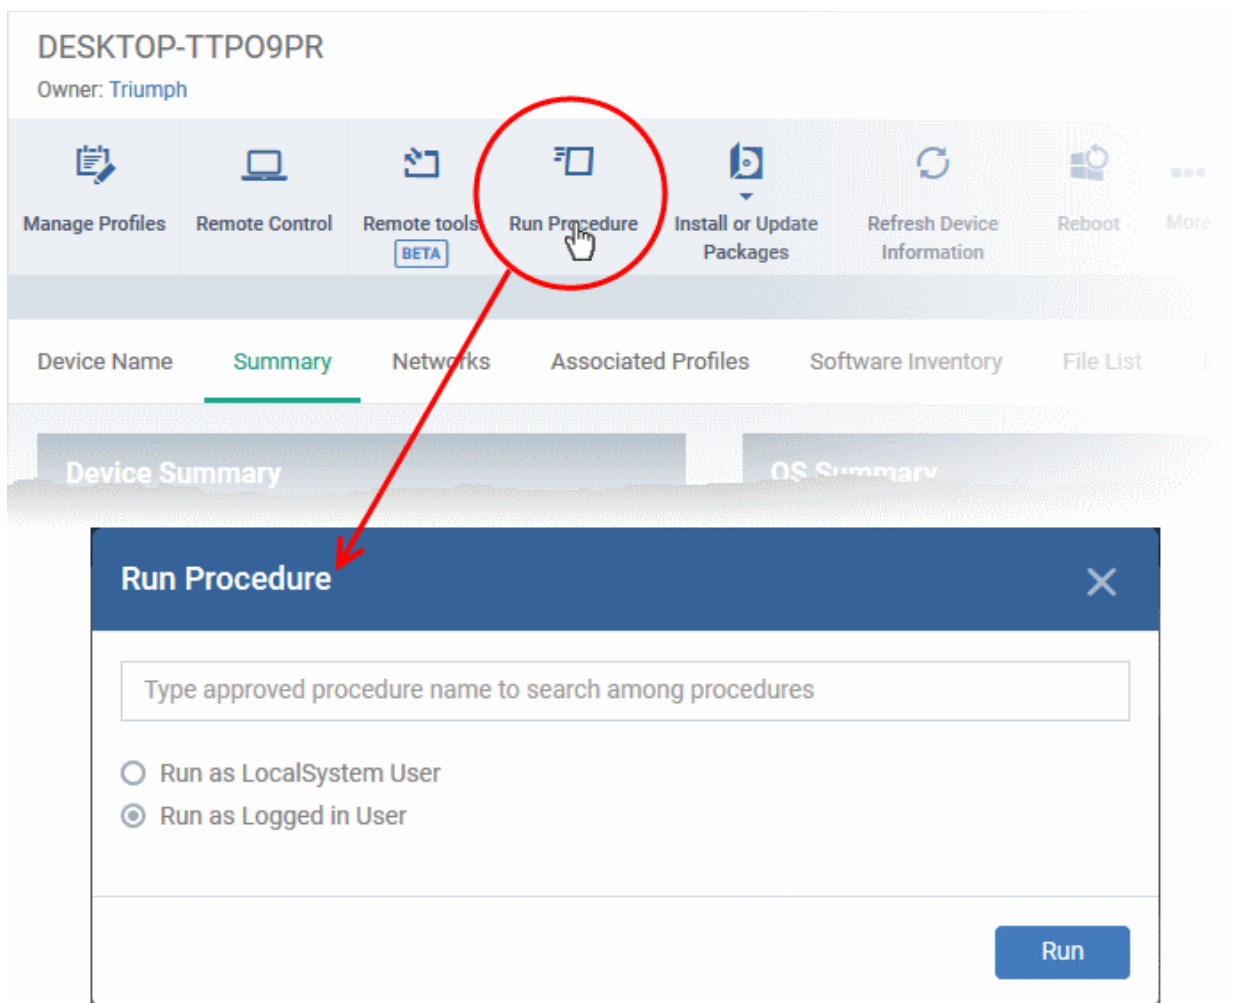 DESKTOP-TTPO9PR
Owner: Triumph
Manage Profiles
Remote Control
Remote tools
BETA
Run Procedure
Install or Update
Packages
Refresh Device
Information
Reboot
More
Device Name
Summary
Networks
Associated Profiles
Software Inventory
File List
Device Summary
OS Summary
Run Procedure
Type approved procedure name to search among procedures
Run as LocalSystem User
Run as Logged in User
Run